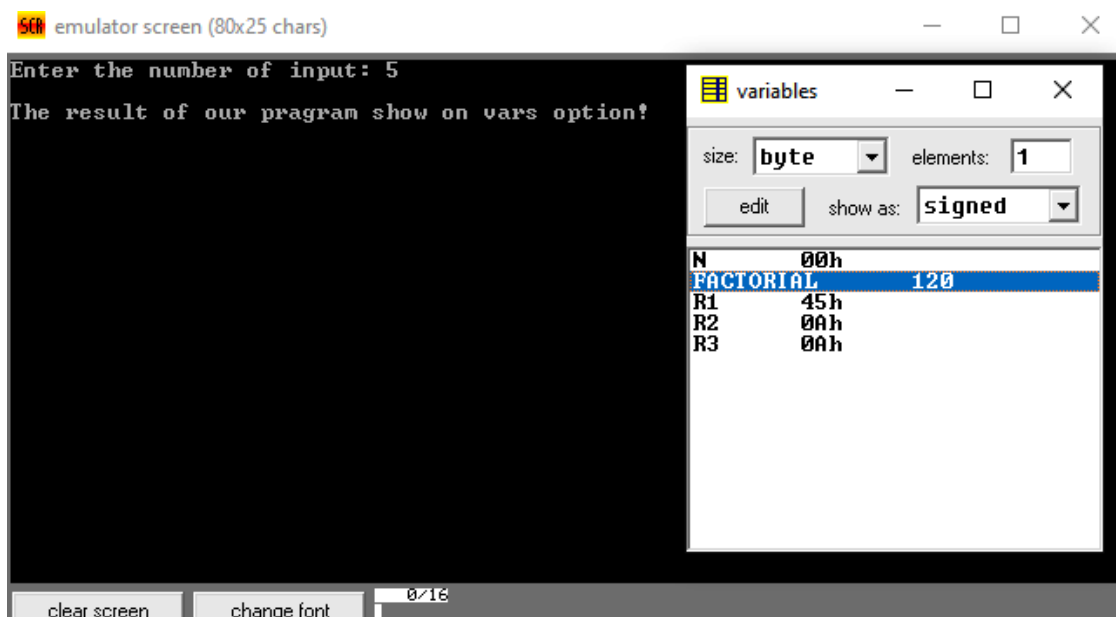 SCR emulator screen (80x25 chars)
Enter the number of input: 5
The result of our pragram show on vars option!
variables
size: byte elements: 1
edit show as: signed
N 00h
FACTORIAL 120
R1 45h
R2 0Ah
R3 0Ah
clear screen change font 0/16